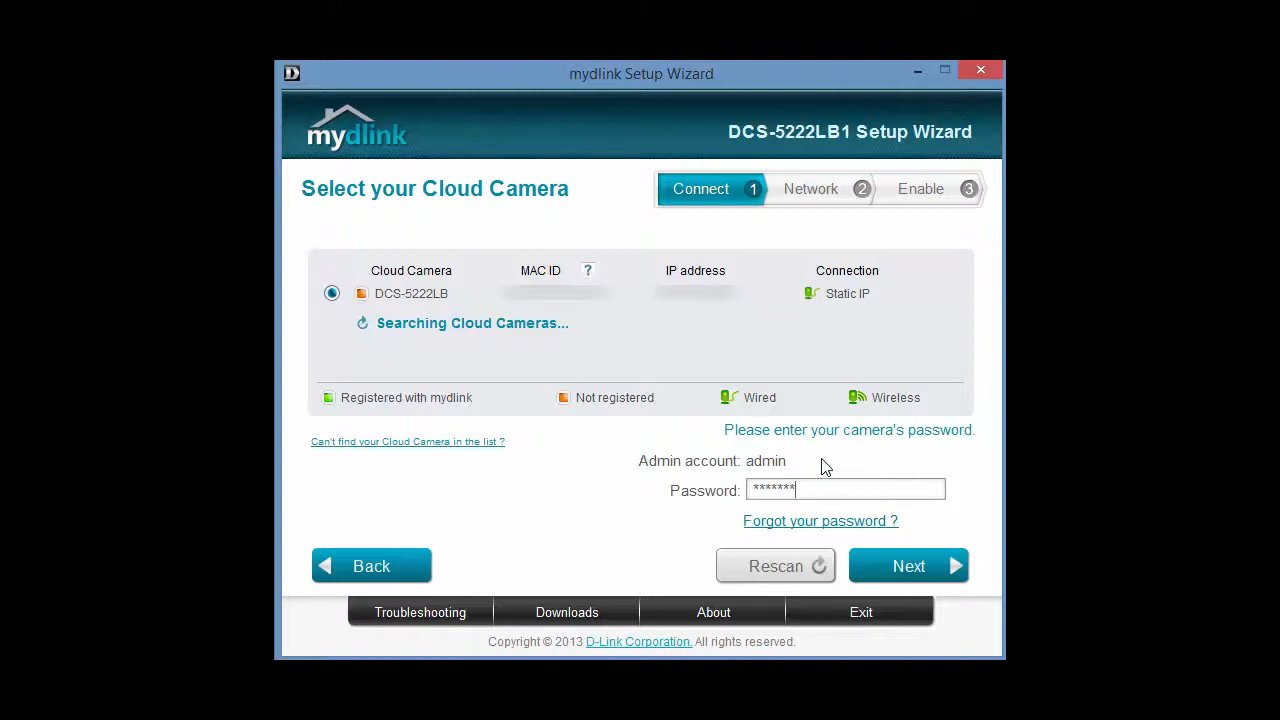 mydlink Setup Wizard
mydlink
DCS-5222LB1 Setup Wizard
Select your Cloud Camera
Connect 1 Network 2 Enable 3
Cloud Camera MAC ID ? IP address Connection
DCS-5222LB Static IP
Searching Cloud Cameras...
Registered with mydlink Not registered Wired Wireless
Please enter your camera's password.
Can't find your Cloud Camera in the list ?
Admin account: admin
Password: *******
Forgot your password ?
Back Rescan Next
Troubleshooting Downloads About Exit
Copyright © 2013 D-Link Corporation. All rights reserved.